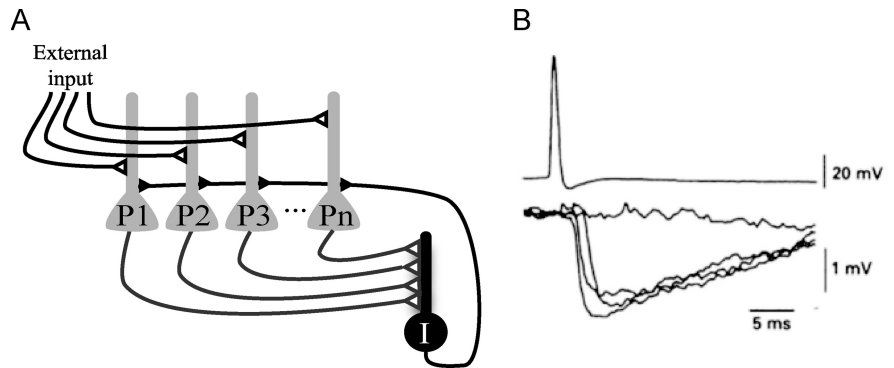 A
B
External
input
P1 P2 P3 ... Pn
I
20 mV
1 mV
5 ms